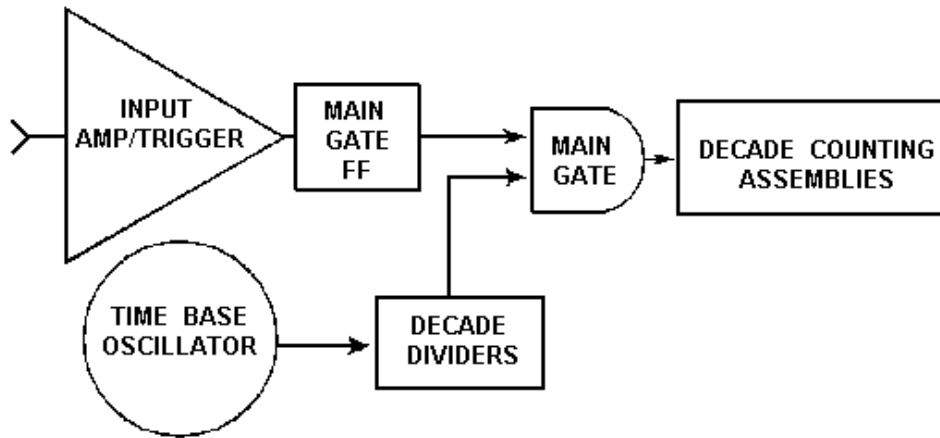 INPUT
AMP/TRIGGER
MAIN
GATE
FF
MAIN
GATE
DECADE COUNTING
ASSEMBLIES
TIME BASE
OSCILLATOR
DECADE
DIVIDERS